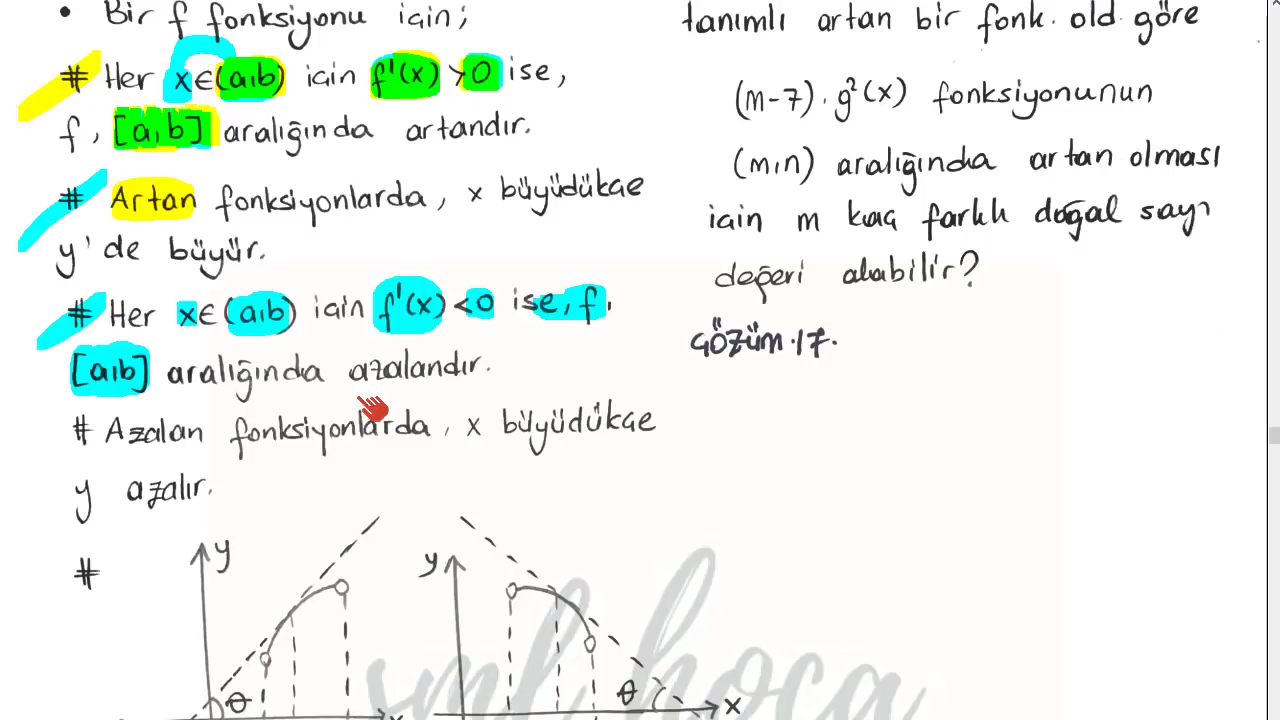 • Bir f fonksiyonu için;
# Her x∈(a,b) için f'(x) > 0 ise,
f, [a,b] aralığında artandır.
# Artan fonksiyonlarda, x büyüdükçe
y' de büyür.
# Her x∈(a,b) için f'(x) < 0 ise, f,
[a,b] aralığında azalandır.
# Azalan fonksiyonlarda, x büyüdükçe
y azalır.
#
y
θ
x
y
θ
x
sml hoca
tanımlı artan bir fonk. old. göre
(m-7).g²(x) fonksiyonunun
(m,n) aralığında artan olması
için m kaç farklı doğal sayı
değeri alabilir?
ÇÖZÜM.17.